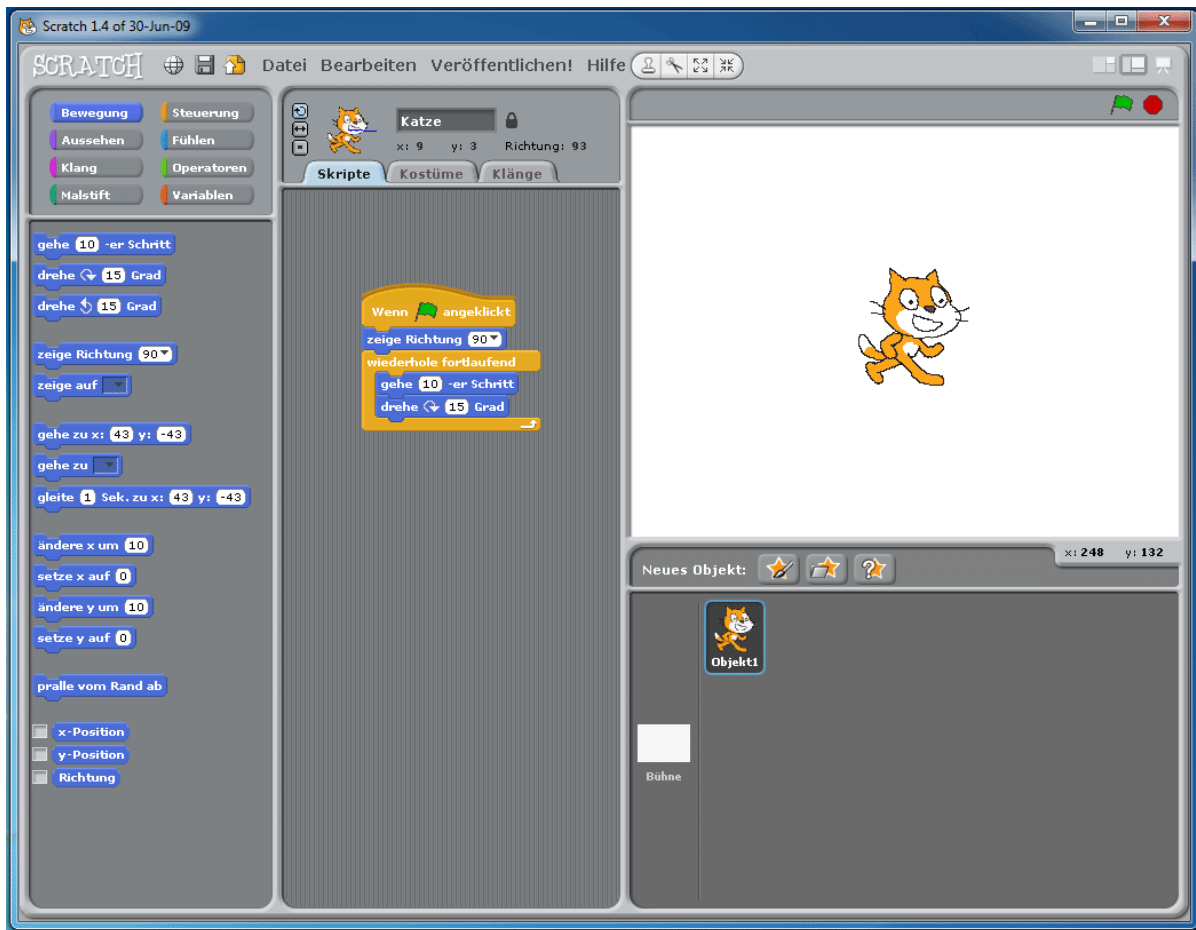 Scratch 1.4 of 30-Jun-09
SCRATCH Datei Bearbeiten Veröffentlichen! Hilfe
Bewegung Steuerung
Aussehen Fühlen
Klang Operatoren
Malstift Variablen
gehe 10 -er Schritt
drehe 15 Grad
drehe 15 Grad
zeige Richtung 90
zeige auf
gehe zu x: 43 y: -43
gehe zu
gleite 1 Sek. zu x: 43 y: -43
ändere x um 10
setze x auf 0
ändere y um 10
setze y auf 0
pralle vom Rand ab
x-Position
y-Position
Richtung
Katze
x: 9 y: 3 Richtung: 93
Skripte Kostüme Klänge
Wenn angeklickt
zeige Richtung 90
wiederhole fortlaufend
gehe 10 -er Schritt
drehe 15 Grad
x: 248 y: 132
Neues Objekt:
Objekt1
Bühne